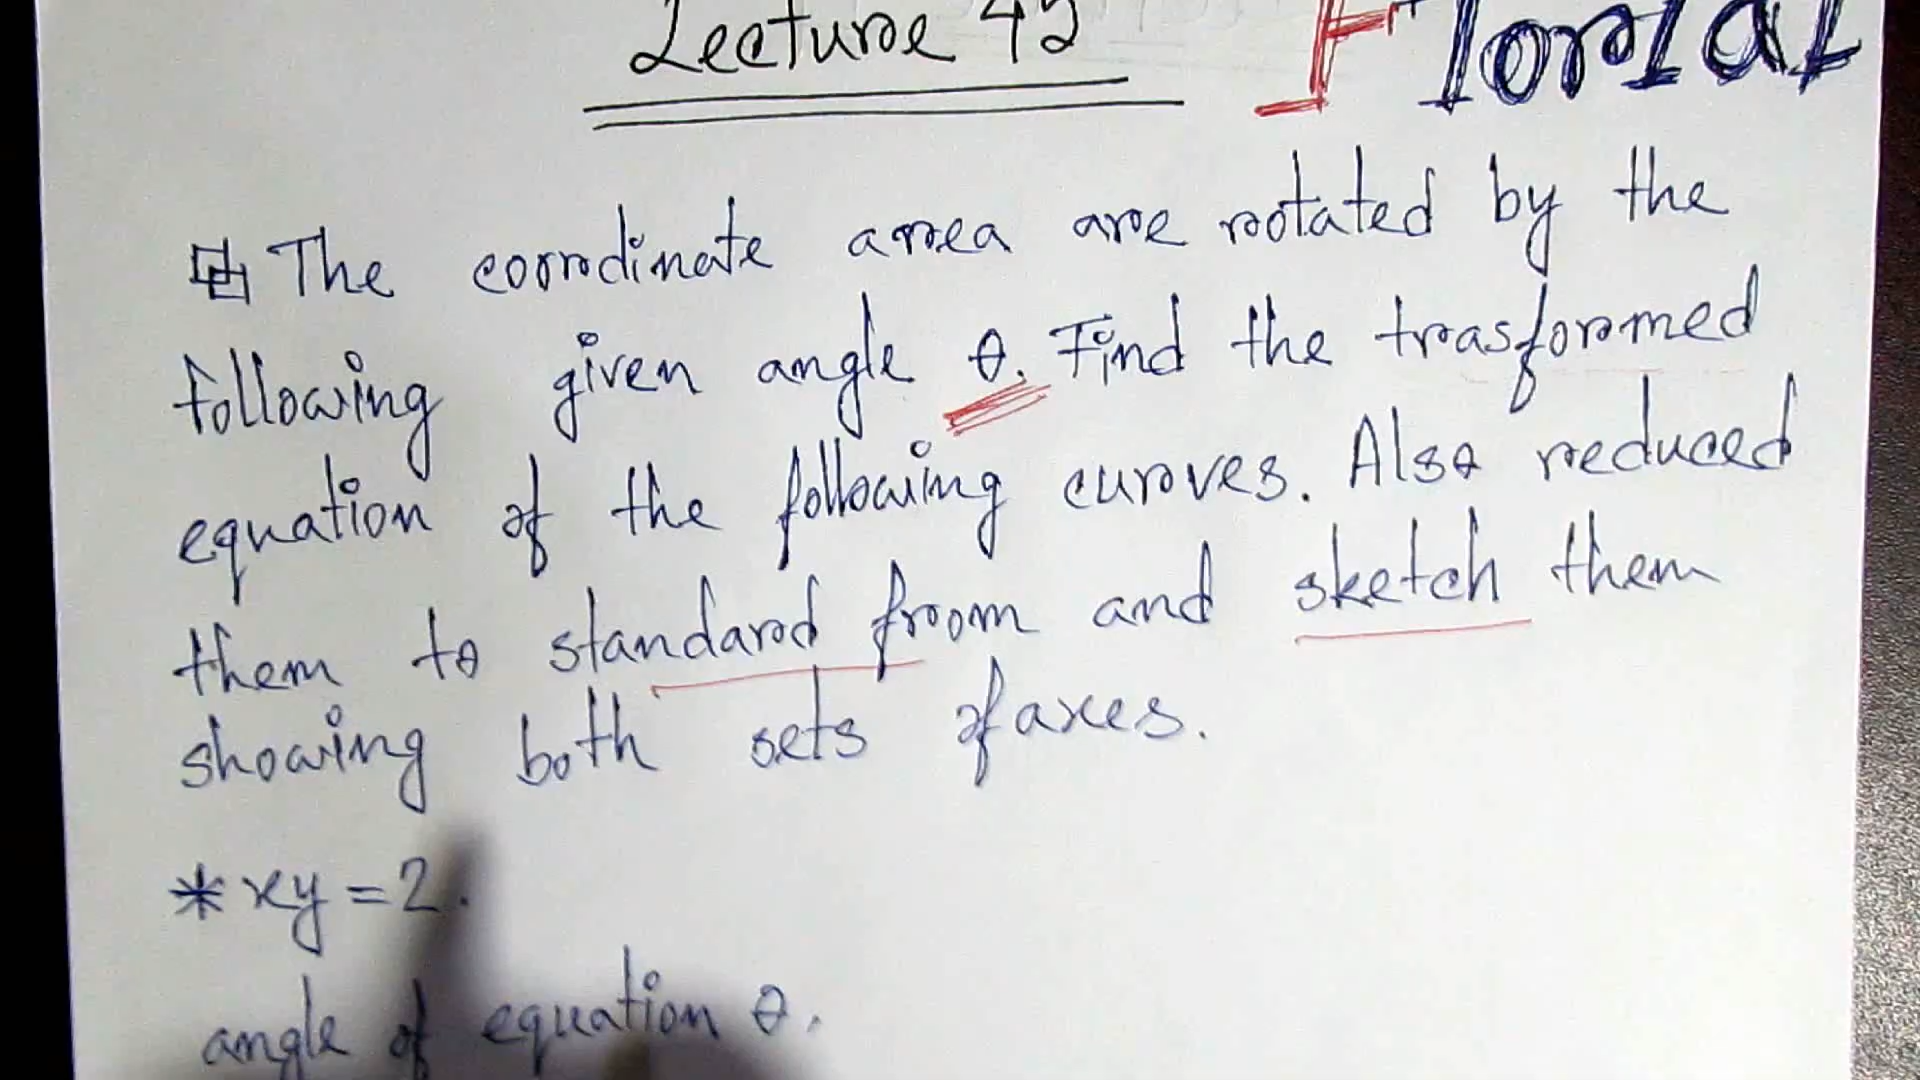 Lecture 45
The coordinate area are rotated by the
following given angle θ. Find the trasformed
equation of the following curves. Also reduced
them to standard from and sketch them
showing both sets of axes.
* xy = 2.
angle of equation θ.